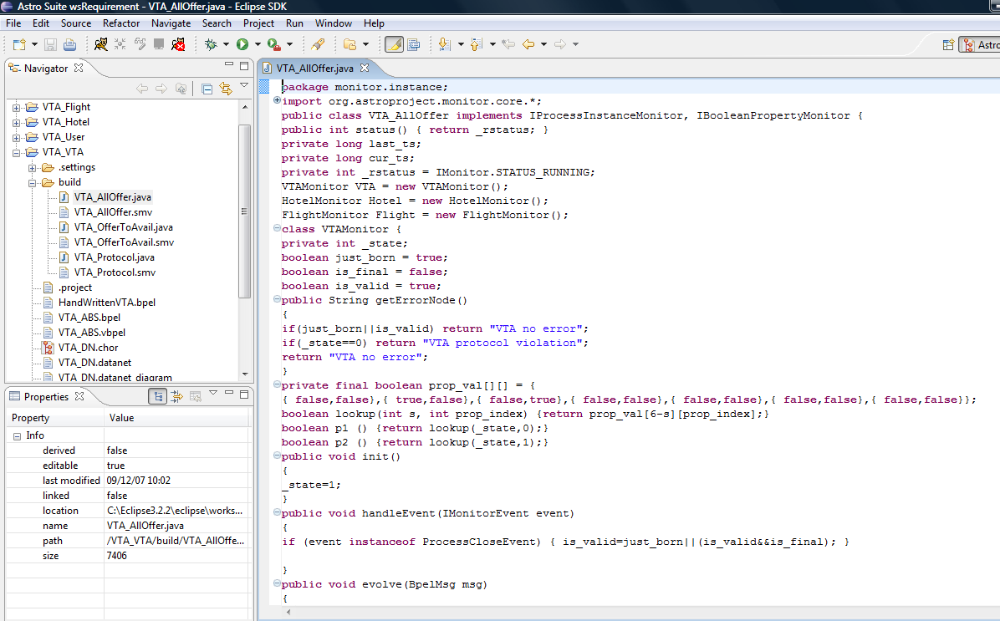 Astro Suite wsRequirement - VTA_AllOffer.java - Eclipse SDK
File Edit Source Refactor Navigate Search Project Run Window Help
Astro
Navigator
VTA_Flight
VTA_Hotel
VTA_User
VTA_VTA
.settings
build
VTA_AllOffer.java
VTA_AllOffer.smv
VTA_OfferToAvail.java
VTA_OfferToAvail.smv
VTA_Protocol.java
VTA_Protocol.smv
.project
HandWrittenVTA.bpel
VTA_ABS.bpel
VTA_ABS.vbpel
VTA_DN.chor
VTA_DN.datanet
VTA_DN.datanet_diagram
Properties
Property Value
Info
derived false
editable true
last modified 09/12/07 10:02
linked false
location C:\Eclipse3.2.2\eclipse\works...
name VTA_AllOffer.java
path /VTA_VTA/build/VTA_AllOffe...
size 7406
VTA_AllOffer.java
package monitor.instance;
import org.astroproject.monitor.core.*;
public class VTA_AllOffer implements IProcessInstanceMonitor, IBooleanPropertyMonitor {
public int status() { return _rstatus; }
private long last_ts;
private long cur_ts;
private int _rstatus = IMonitor.STATUS_RUNNING;
VTAMonitor VTA = new VTAMonitor();
HotelMonitor Hotel = new HotelMonitor();
FlightMonitor Flight = new FlightMonitor();
class VTAMonitor {
private int _state;
boolean just_born = true;
boolean is_final = false;
boolean is_valid = true;
public String getErrorNode()
{
if(just_born||is_valid) return "VTA no error";
if(_state==0) return "VTA protocol violation";
return "VTA no error";
}
private final boolean prop_val[][] = {
{ false,false},{ true,false},{ false,true},{ false,false},{ false,false},{ false,false},{ false,false}};
boolean lookup(int s, int prop_index) {return prop_val[6-s][prop_index];}
boolean p1 () {return lookup(_state,0);}
boolean p2 () {return lookup(_state,1);}
public void init()
{
_state=1;
}
public void handleEvent(IMonitorEvent event)
{
if (event instanceof ProcessCloseEvent) { is_valid=just_born||(is_valid&&is_final); }
}
public void evolve(BpelMsg msg)
{